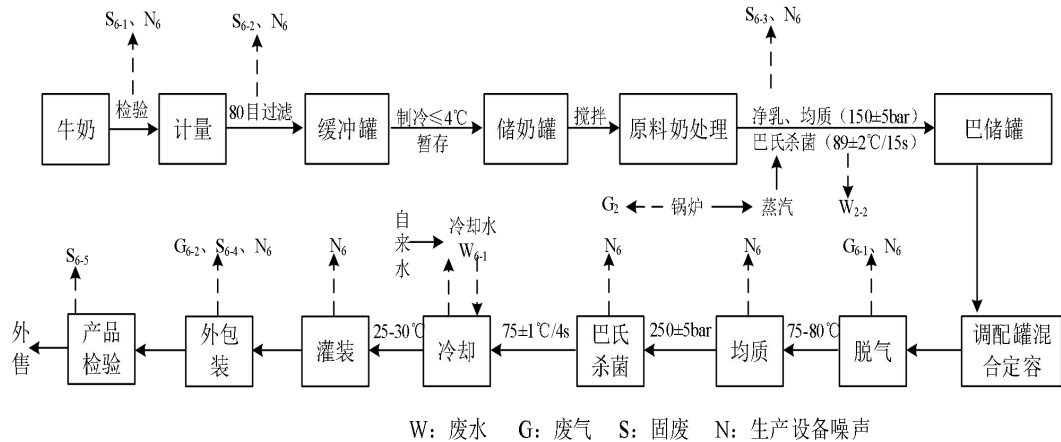 S6-1、N6
S6-2、N6
S6-3、N6
牛奶
检验
计量
80目过滤
缓冲罐
制冷≤4℃
暂存
储奶罐
搅拌
原料奶处理
净乳、均质（150±5bar）
巴氏杀菌（89±2℃/15s）
巴储罐
G2
锅炉
蒸汽
W2-2
自来水
冷却水
W6-1
S6-5
G6-2、S6-4、N6
N6
N6
N6
G6-1、N6
外售
产品
检验
外包
装
灌装
25-30℃
冷却
75±1℃/4s
巴氏
杀菌
250±5bar
均质
75-80℃
脱气
调配罐混
合定容
W：废水 G：废气 S：固废 N：生产设备噪声